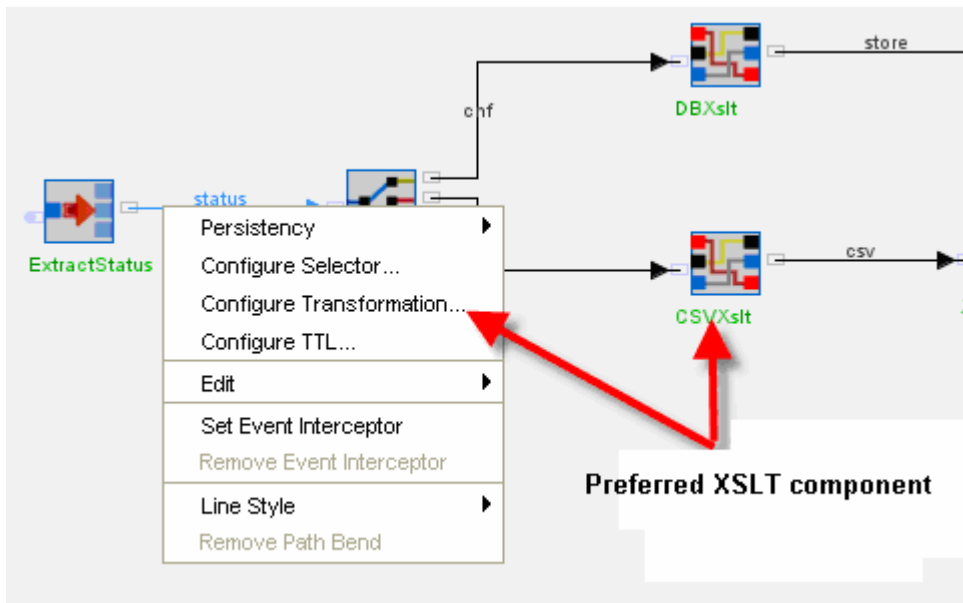 store
DBXslt
chf
status
ExtractStatus
Persistency
Configure Selector...
Configure Transformation...
Configure TTL...
Edit
Set Event Interceptor
Remove Event Interceptor
Line Style
Remove Path Bend
csv
CSVXslt
Preferred XSLT component